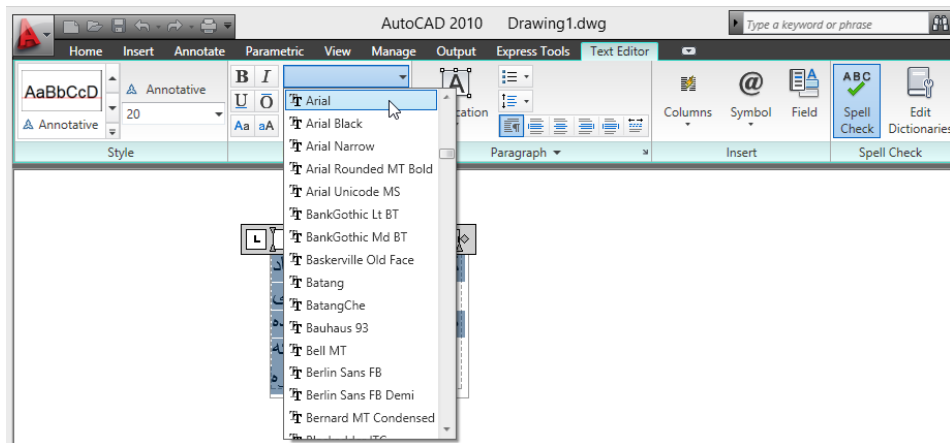 AutoCAD 2010 Drawing1.dwg
Type a keyword or phrase
Home Insert Annotate Parametric View Manage Output Express Tools Text Editor
AaBbCcD
Annotative
Annotative
20
Style
B I
U O
Aa aA
Arial
Arial Black
Arial Narrow
Arial Rounded MT Bold
Arial Unicode MS
BankGothic Lt BT
BankGothic Md BT
Baskerville Old Face
Batang
BatangChe
Bauhaus 93
Bell MT
Berlin Sans FB
Berlin Sans FB Demi
Bernard MT Condensed
A
Paragraph
Columns
@
Symbol
A
Field
Insert
ABC
Spell
Check
Edit
Dictionaries
Spell Check
L